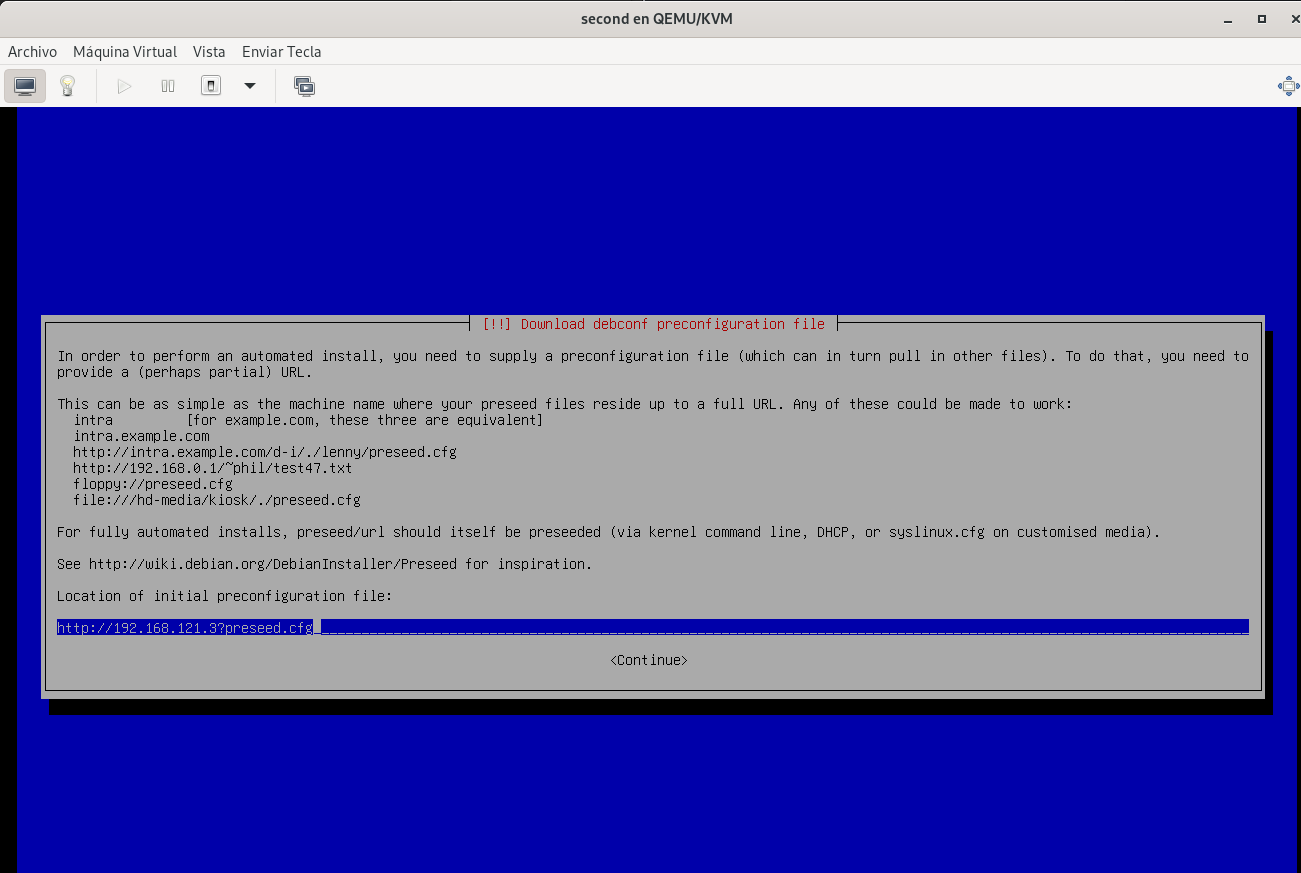 second en QEMU/KVM
Archivo Máquina Virtual Vista Enviar Tecla
[!!] Download debconf preconfiguration file
In order to perform an automated install, you need to supply a preconfiguration file (which can in turn pull in other files). To do that, you need to
provide a (perhaps partial) URL.
This can be as simple as the machine name where your preseed files reside up to a full URL. Any of these could be made to work:
intra [for example.com, these three are equivalent]
intra.example.com
http://intra.example.com/d-i/./lenny/preseed.cfg
http://192.168.0.1/~phil/test47.txt
floppy://preseed.cfg
file:///hd-media/kiosk/./preseed.cfg
For fully automated installs, preseed/url should itself be preseeded (via kernel command line, DHCP, or syslinux.cfg on customised media).
See http://wiki.debian.org/DebianInstaller/Preseed for inspiration.
Location of initial preconfiguration file:
http://192.168.121.3?preseed.cfg
<Continue>